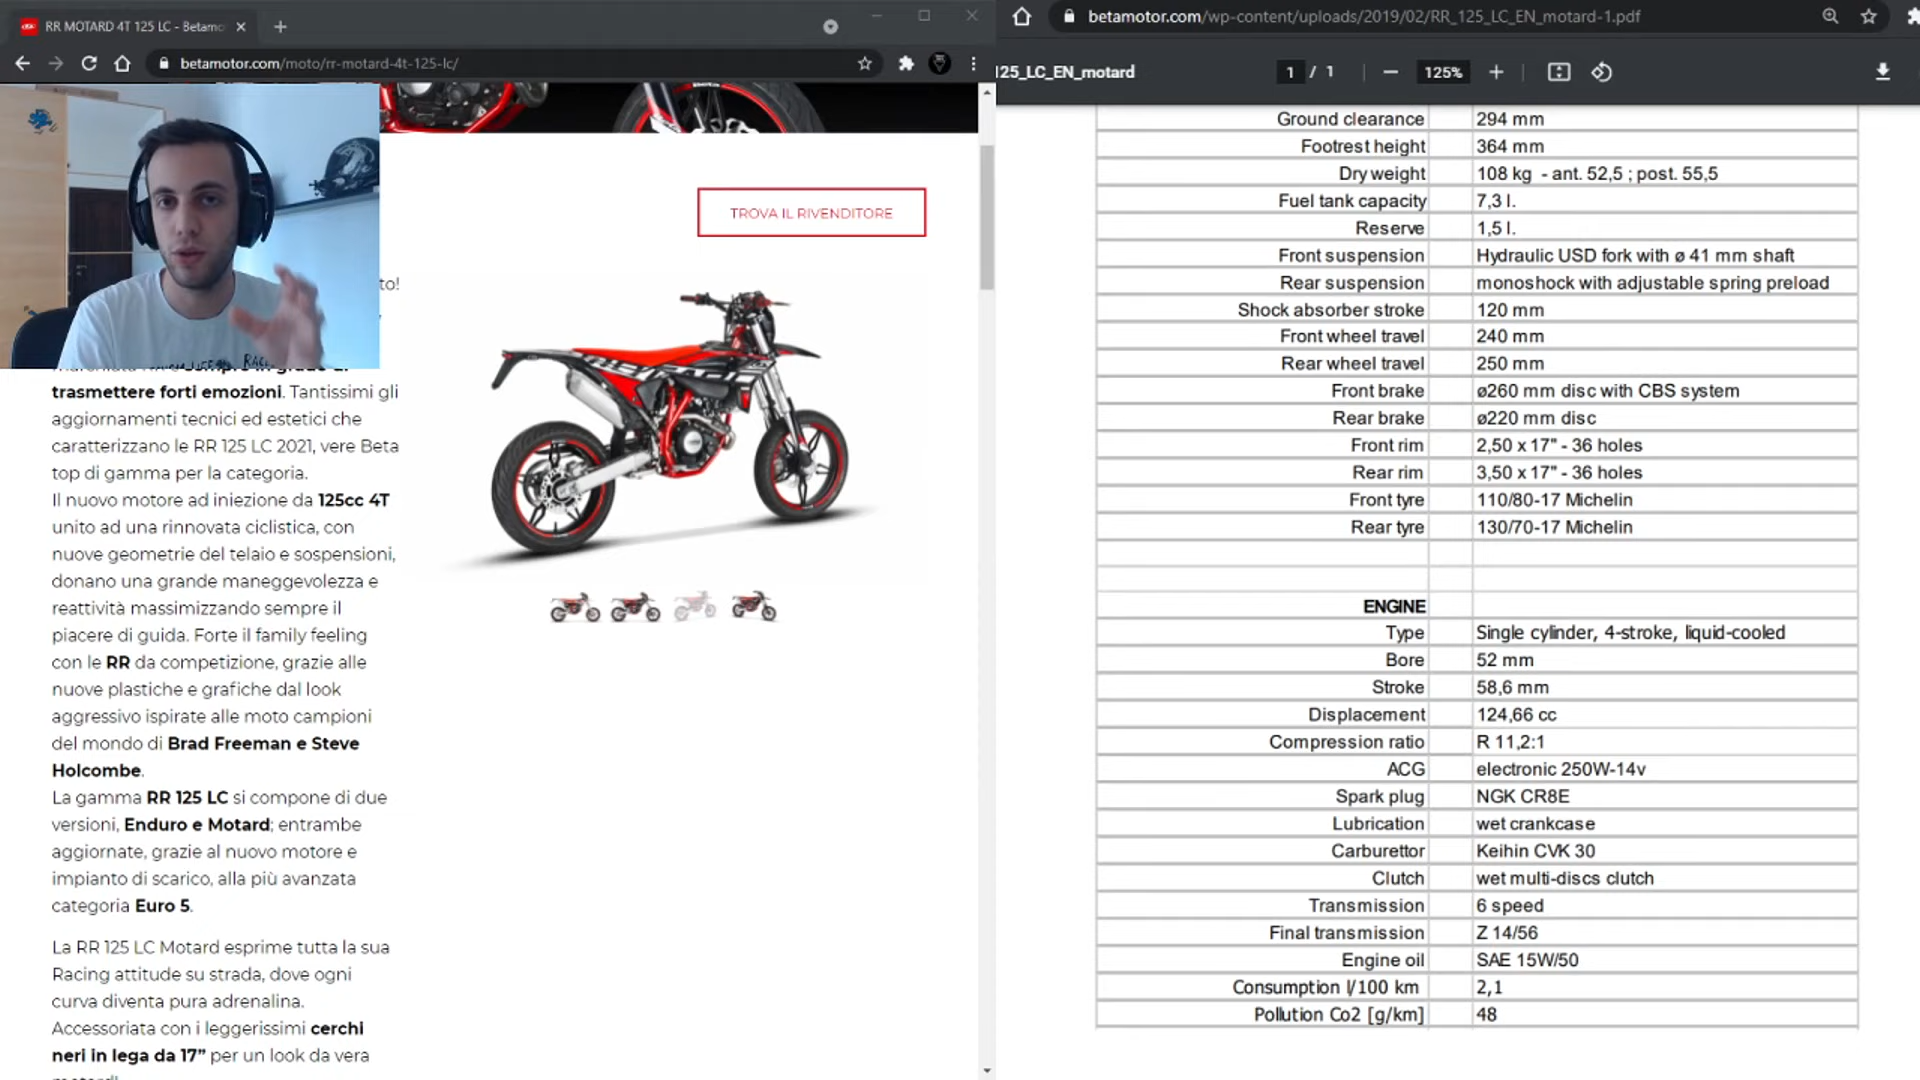 RR MOTARD 4T 125 LC - Betamo
betamotor.com/moto/rr-motard-4t-125-lc/
TROVA IL RIVENDITORE
to!
trasmettere forti emozioni. Tantissimi gli
aggiornamenti tecnici ed estetici che
caratterizzano le RR 125 LC 2021, vere Beta
top di gamma per la categoria.
Il nuovo motore ad iniezione da 125cc 4T
unito ad una rinnovata ciclistica, con
nuove geometrie del telaio e sospensioni,
donano una grande maneggevolezza e
reattività massimizzando sempre il
piacere di guida. Forte il family feeling
con le RR da competizione, grazie alle
nuove plastiche e grafiche dal look
aggressivo ispirate alle moto campioni
del mondo di Brad Freeman e Steve
Holcombe.
La gamma RR 125 LC si compone di due
versioni, Enduro e Motard; entrambe
aggiornate, grazie al nuovo motore e
impianto di scarico, alla più avanzata
categoria Euro 5.
La RR 125 LC Motard esprime tutta la sua
Racing attitude su strada, dove ogni
curva diventa pura adrenalina.
Accessoriata con i leggerissimi cerchi
neri in lega da 17” per un look da vera
betamotor.com/wp-content/uploads/2019/02/RR_125_LC_EN_motard-1.pdf
125_LC_EN_motard
1 / 1
125%
Ground clearance 294 mm
Footrest height 364 mm
Dry weight 108 kg - ant. 52,5 ; post. 55,5
Fuel tank capacity 7,3 l.
Reserve 1,5 l.
Front suspension Hydraulic USD fork with ø 41 mm shaft
Rear suspension monoshock with adjustable spring preload
Shock absorber stroke 120 mm
Front wheel travel 240 mm
Rear wheel travel 250 mm
Front brake ø260 mm disc with CBS system
Rear brake ø220 mm disc
Front rim 2,50 x 17" - 36 holes
Rear rim 3,50 x 17" - 36 holes
Front tyre 110/80-17 Michelin
Rear tyre 130/70-17 Michelin
ENGINE
Type Single cylinder, 4-stroke, liquid-cooled
Bore 52 mm
Stroke 58,6 mm
Displacement 124,66 cc
Compression ratio R 11,2:1
ACG electronic 250W-14v
Spark plug NGK CR8E
Lubrication wet crankcase
Carburettor Keihin CVK 30
Clutch wet multi-discs clutch
Transmission 6 speed
Final transmission Z 14/56
Engine oil SAE 15W/50
Consumption l/100 km 2,1
Pollution Co2 [g/km] 48